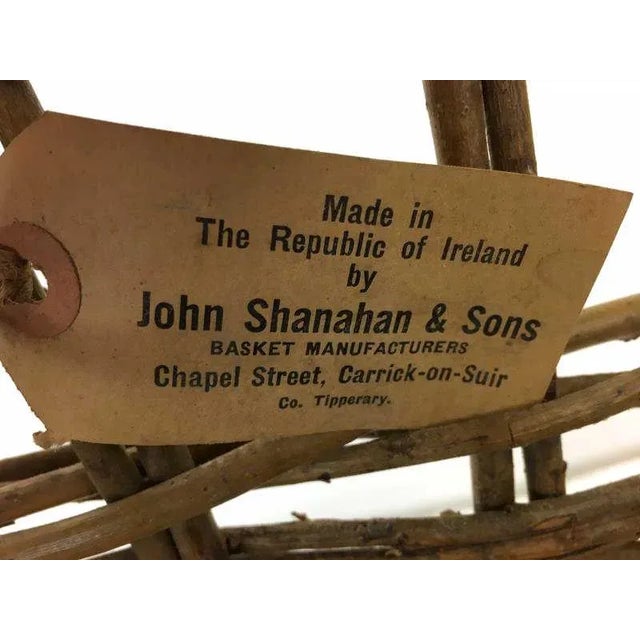 Made in
The Republic of Ireland
by
John Shanahan & Sons
BASKET MANUFACTURERS
Chapel Street, Carrick-on-Suir
Co. Tipperary.